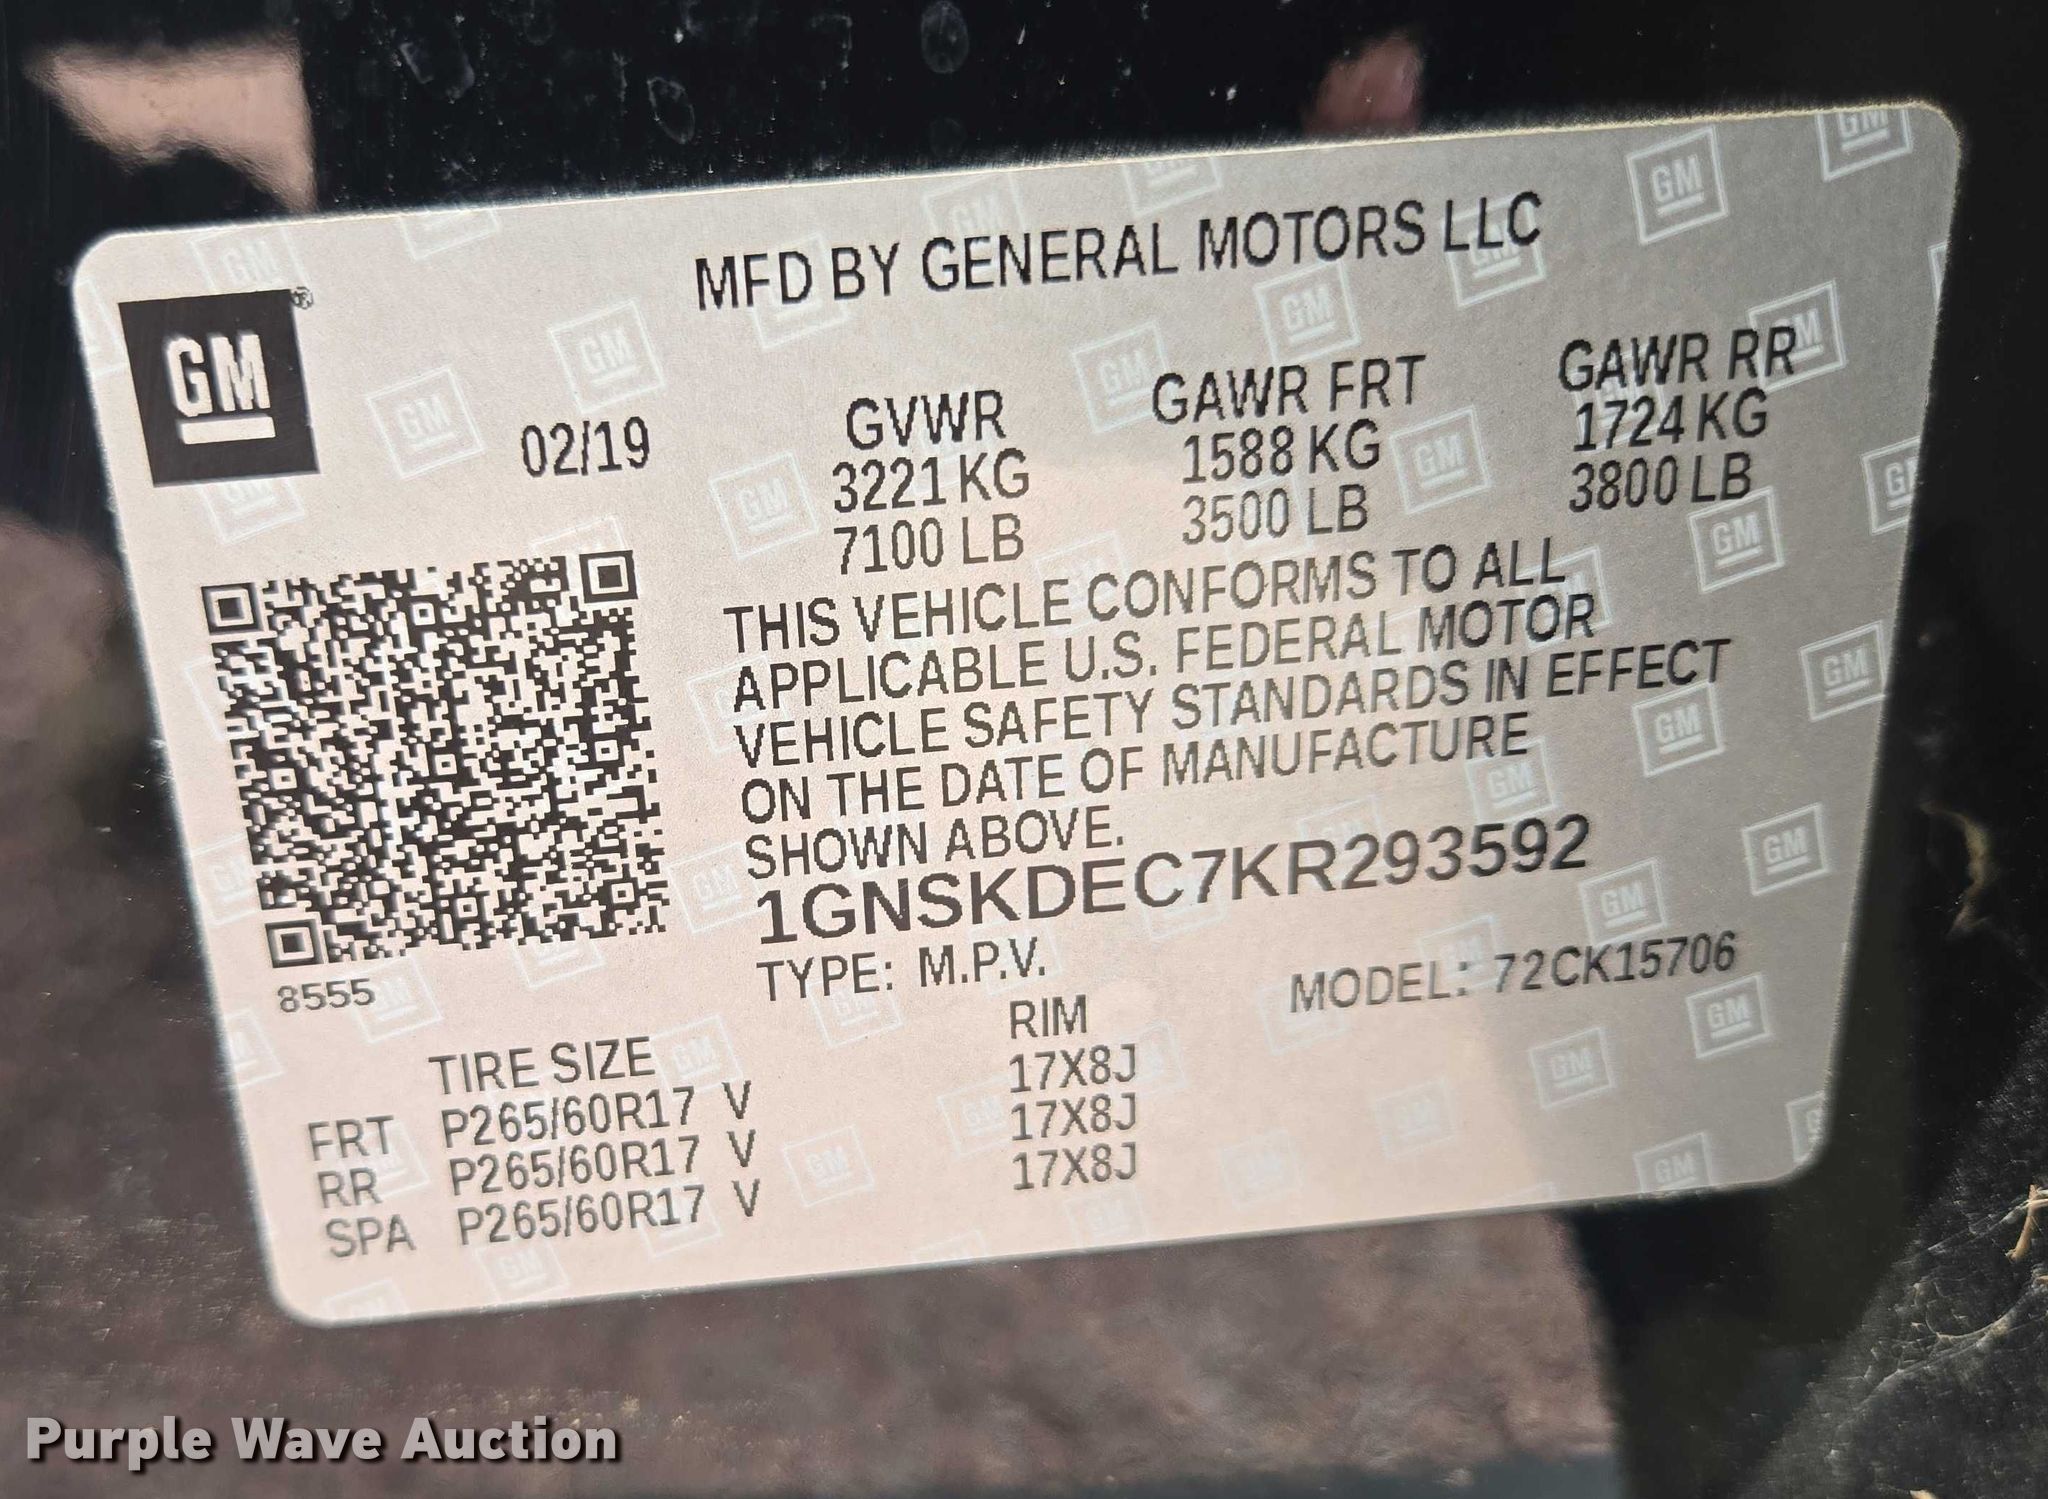 MFD BY GENERAL MOTORS LLC
GM ®
02/19
GVWR GAWR FRT GAWR RR
3221 KG 1588 KG 1724 KG
7100 LB 3500 LB 3800 LB
THIS VEHICLE CONFORMS TO ALL
APPLICABLE U.S. FEDERAL MOTOR
VEHICLE SAFETY STANDARDS IN EFFECT
ON THE DATE OF MANUFACTURE
SHOWN ABOVE.
1GNSKDEC7KR293592
TYPE: M.P.V. MODEL: 72CK15706
8555
TIRE SIZE RIM
FRT P265/60R17 V 17X8J
RR P265/60R17 V 17X8J
SPA P265/60R17 V 17X8J
Purple Wave Auction